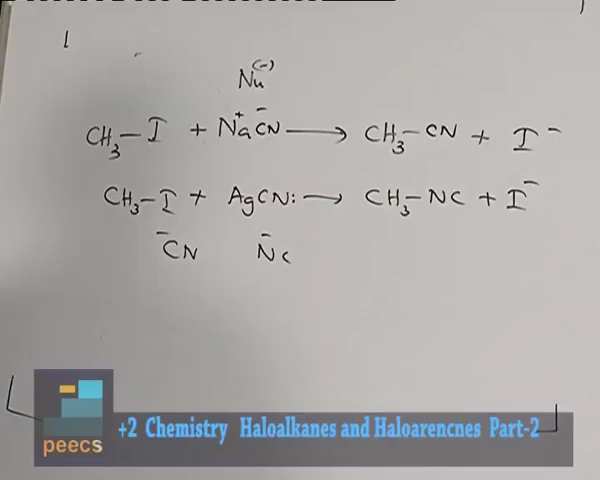 Nu(-)
CH3-I + Na+ -CN → CH3-CN + I-
CH3-I + AgCN: → CH3-NC + I-
-CN -NC
peecs
+2 Chemistry Haloalkanes and Haloarencnes Part-2